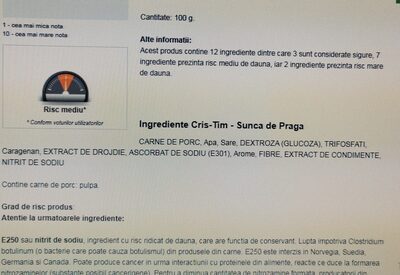 Cantitate: 100 g.
1 - cea mai mica nota
10 - cea mai mare nota
Alte informatii:
Acest produs contine 12 ingrediente dintre care 3 sunt considerate sigure, 7
ingrediente prezinta risc mediu de dauna, iar 2 ingrediente prezinta risc mare
de dauna.
Risc mediu*
* Conform voturilor utilizatorilor
Ingrediente Cris-Tim - Sunca de Praga
CARNE DE PORC, Apa, Sare, DEXTROZA (GLUCOZA), TRIFOSFATI,
Caragenan, EXTRACT DE DROJDIE, ASCORBAT DE SODIU (E301), Arome, FIBRE, EXTRACT DE CONDIMENTE,
NITRIT DE SODIU
Contine carne de porc: pulpa.
Grad de risc produs:
Atentie la urmatoarele ingrediente:
E250 sau nitrit de sodiu, ingredient cu risc ridicat de dauna, care are functia de conservant. Lupta impotriva Clostridium
botulinum (o bacterie care poate cauza botulismul) din produsele din carne. E250 este interzis in Norvegia, Suedia,
Germania si Canada. Poate produce cancer in urma interactiunii cu proteinele din alimente, reactie ce duce la formarea
nitrozaminelor (substante posibil cancerigene). Pentru a diminua cantitatea de nitrozamine formata, producatorii din